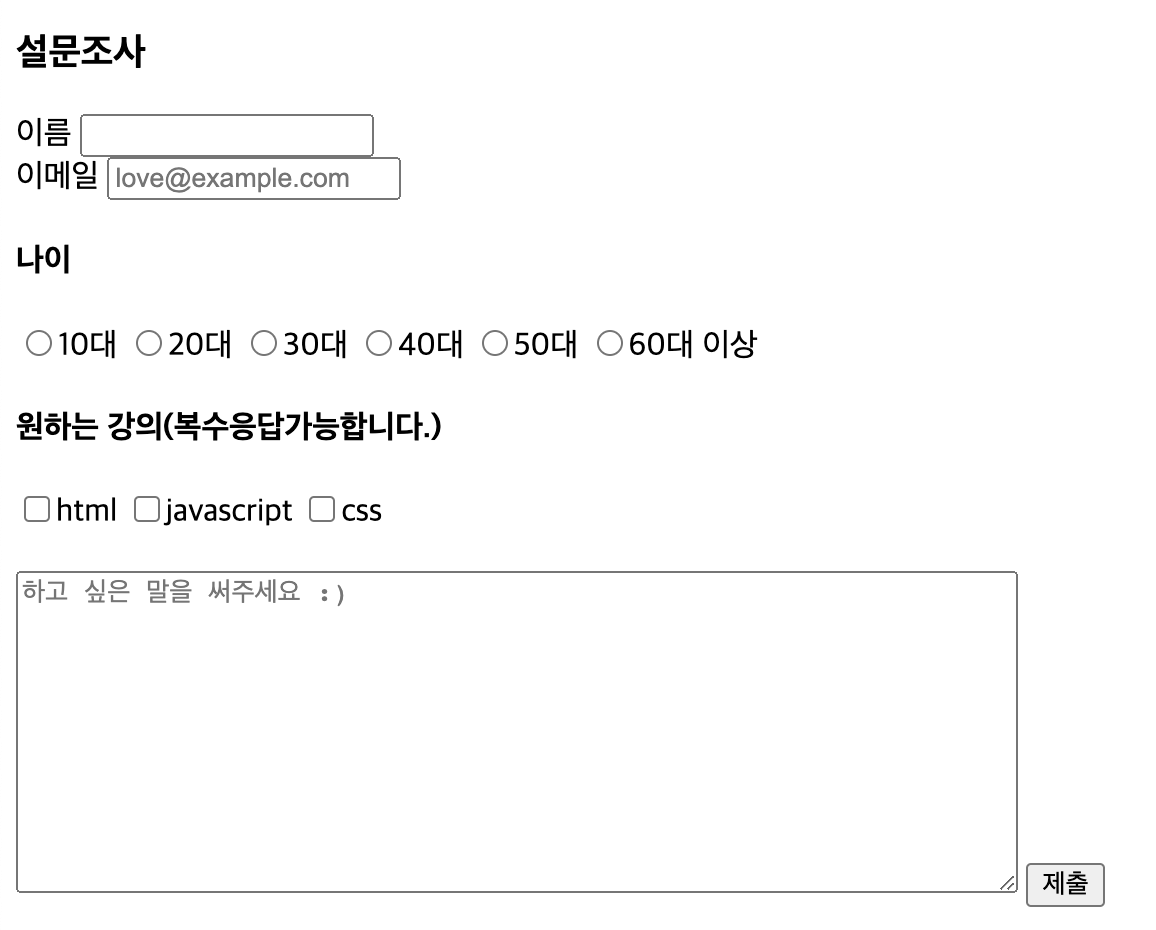 설문조사
이름
이메일 love@example.com
나이
10대 20대 30대 40대 50대 60대 이상
원하는 강의(복수응답가능합니다.)
html javascript css
하고 싶은 말을 써주세요 :)
제출